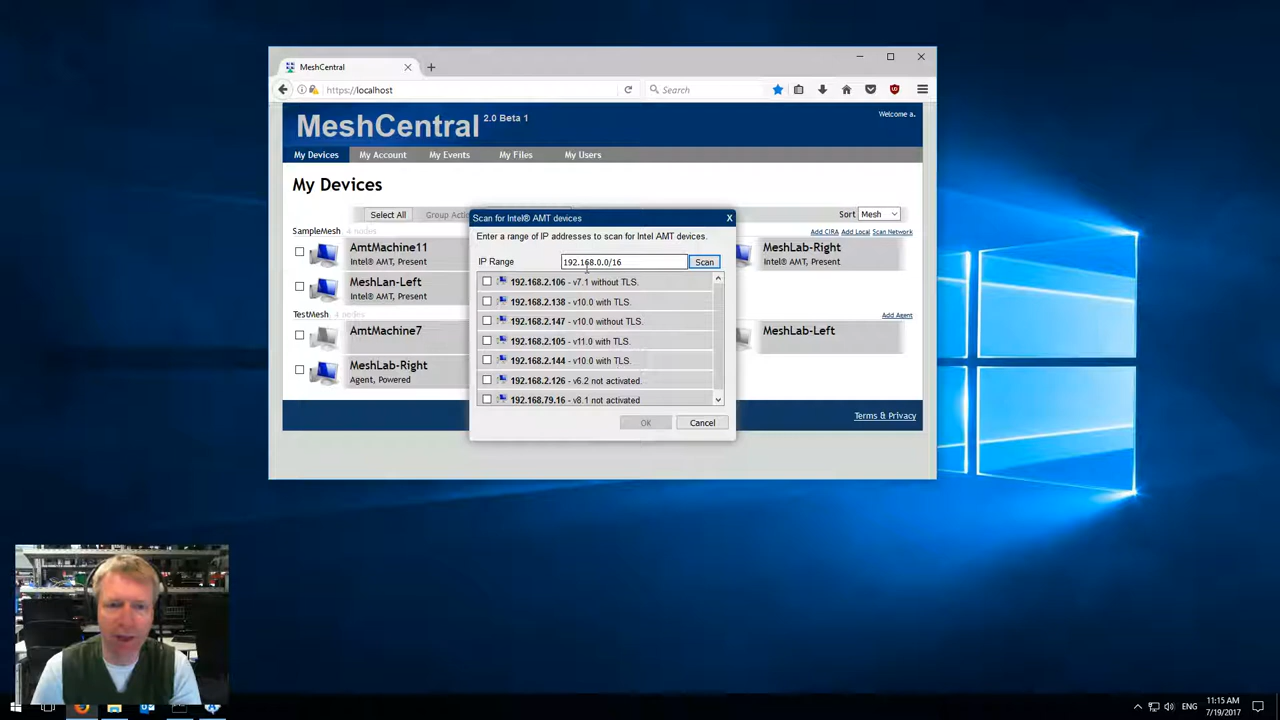 MeshCentral
https://localhost
Search
MeshCentral 2.0 Beta 1
Welcome a.
My Devices My Account My Events My Files My Users
My Devices
Select All Group Actio Sort Mesh
SampleMesh 4 nodes Add CIRA Add Local Scan Network
AmtMachine11
Intel® AMT, Present
MeshLab-Right
Intel® AMT, Present
MeshLan-Left
Intel® AMT, Present
TestMesh 4 nodes Add Agent
AmtMachine7
MeshLab-Left
MeshLab-Right
Agent, Powered
Terms & Privacy
Scan for Intel® AMT devices X
Enter a range of IP addresses to scan for Intel AMT devices.
IP Range 192.168.0.0/16 Scan
192.168.2.106 - v7.1 without TLS.
192.168.2.138 - v10.0 with TLS.
192.168.2.147 - v10.0 without TLS.
192.168.2.105 - v11.0 with TLS.
192.168.2.144 - v10.0 with TLS.
192.168.2.126 - v6.2 not activated.
192.168.79.16 - v8.1 not activated
OK Cancel
ENG
11:15 AM
7/19/2017